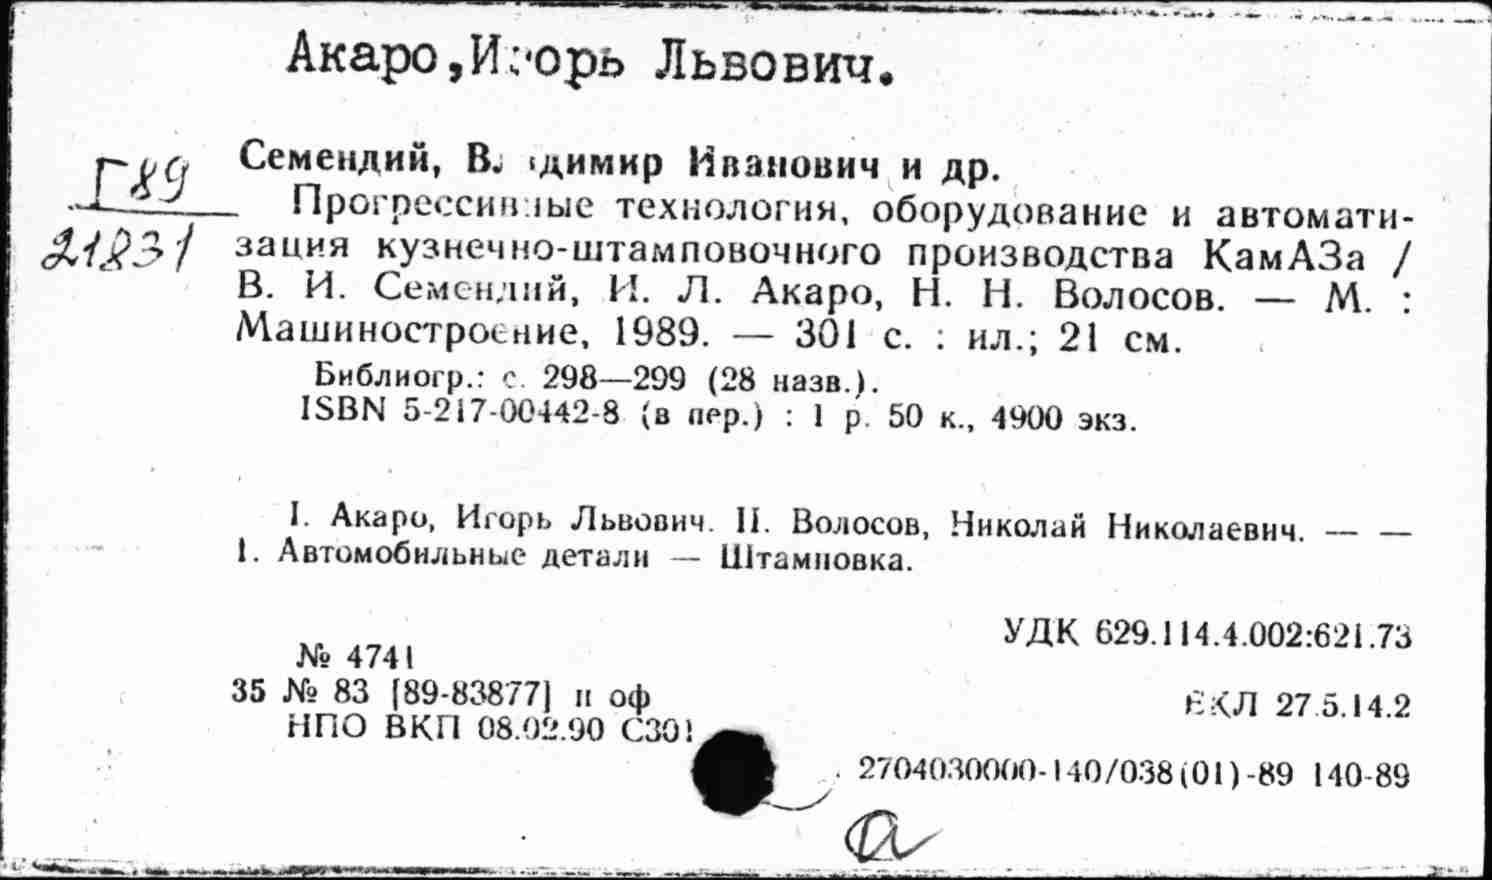 Акаро, Игорь Львович.
Г89
21831
Семендий, Владимир Иванович и др.
Прогрессивные технология, оборудование и автомати-
зация кузнечно-штамповочного производства КамАЗа /
В. И. Семендий, И. Л. Акаро, Н. Н. Волосов. — М. :
Машиностроение, 1989. — 301 с. : ил.; 21 см.
Библиогр.: с. 298—299 (28 назв.).
ISBN 5-217-00442-8 (в пер.) : 1 р. 50 к., 4900 экз.
I. Акаро, Игорь Львович. II. Волосов, Николай Николаевич. — —
1. Автомобильные детали — Штамповка.
УДК 629.114.4.002:621.73
№ 4741
35 № 83 [89-83877] п оф
ЕКЛ 27.5.14.2
НПО ВКП 08.02.90 С301
2704030000-140/038(01)-89 140-89
а